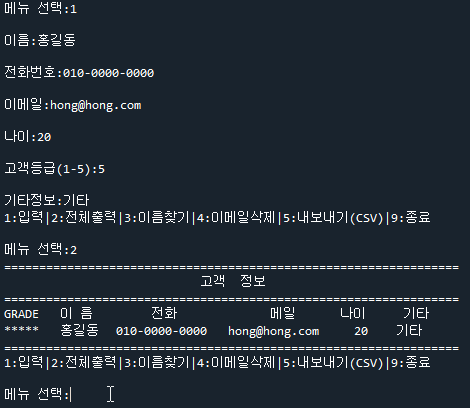 메뉴 선택:1
이름:홍길동
전화번호:010-0000-0000
이메일:hong@hong.com
나이:20
고객등급(1-5):5
기타정보:기타
1:입력|2:전체출력|3:이름찾기|4:이메일삭제|5:내보내기(CSV)|9:종료
메뉴 선택:2
=================================================================
고객  정보
=================================================================
GRADE   이 름        전화             메일      나이     기타
*****   홍길동  010-0000-0000   hong@hong.com     20    기타
=================================================================
1:입력|2:전체출력|3:이름찾기|4:이메일삭제|5:내보내기(CSV)|9:종료
메뉴 선택: